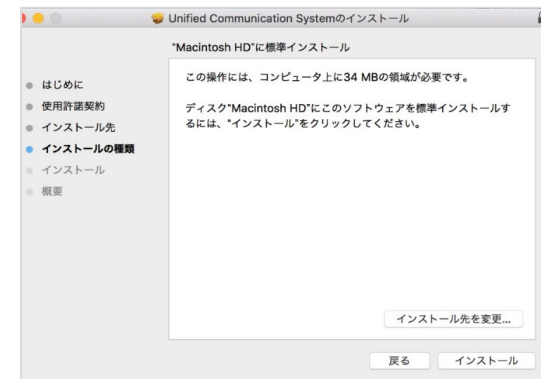 Unified Communication Systemのインストール
"Macintosh HD"に標準インストール
はじめに
使用許諾契約
インストール先
インストールの種類
インストール
概要
この操作には、コンピュータ上に34 MBの領域が必要です。
ディスク"Macintosh HD"にこのソフトウェアを標準インストールす
るには、"インストール"をクリックしてください。
インストール先を変更...
戻る
インストール